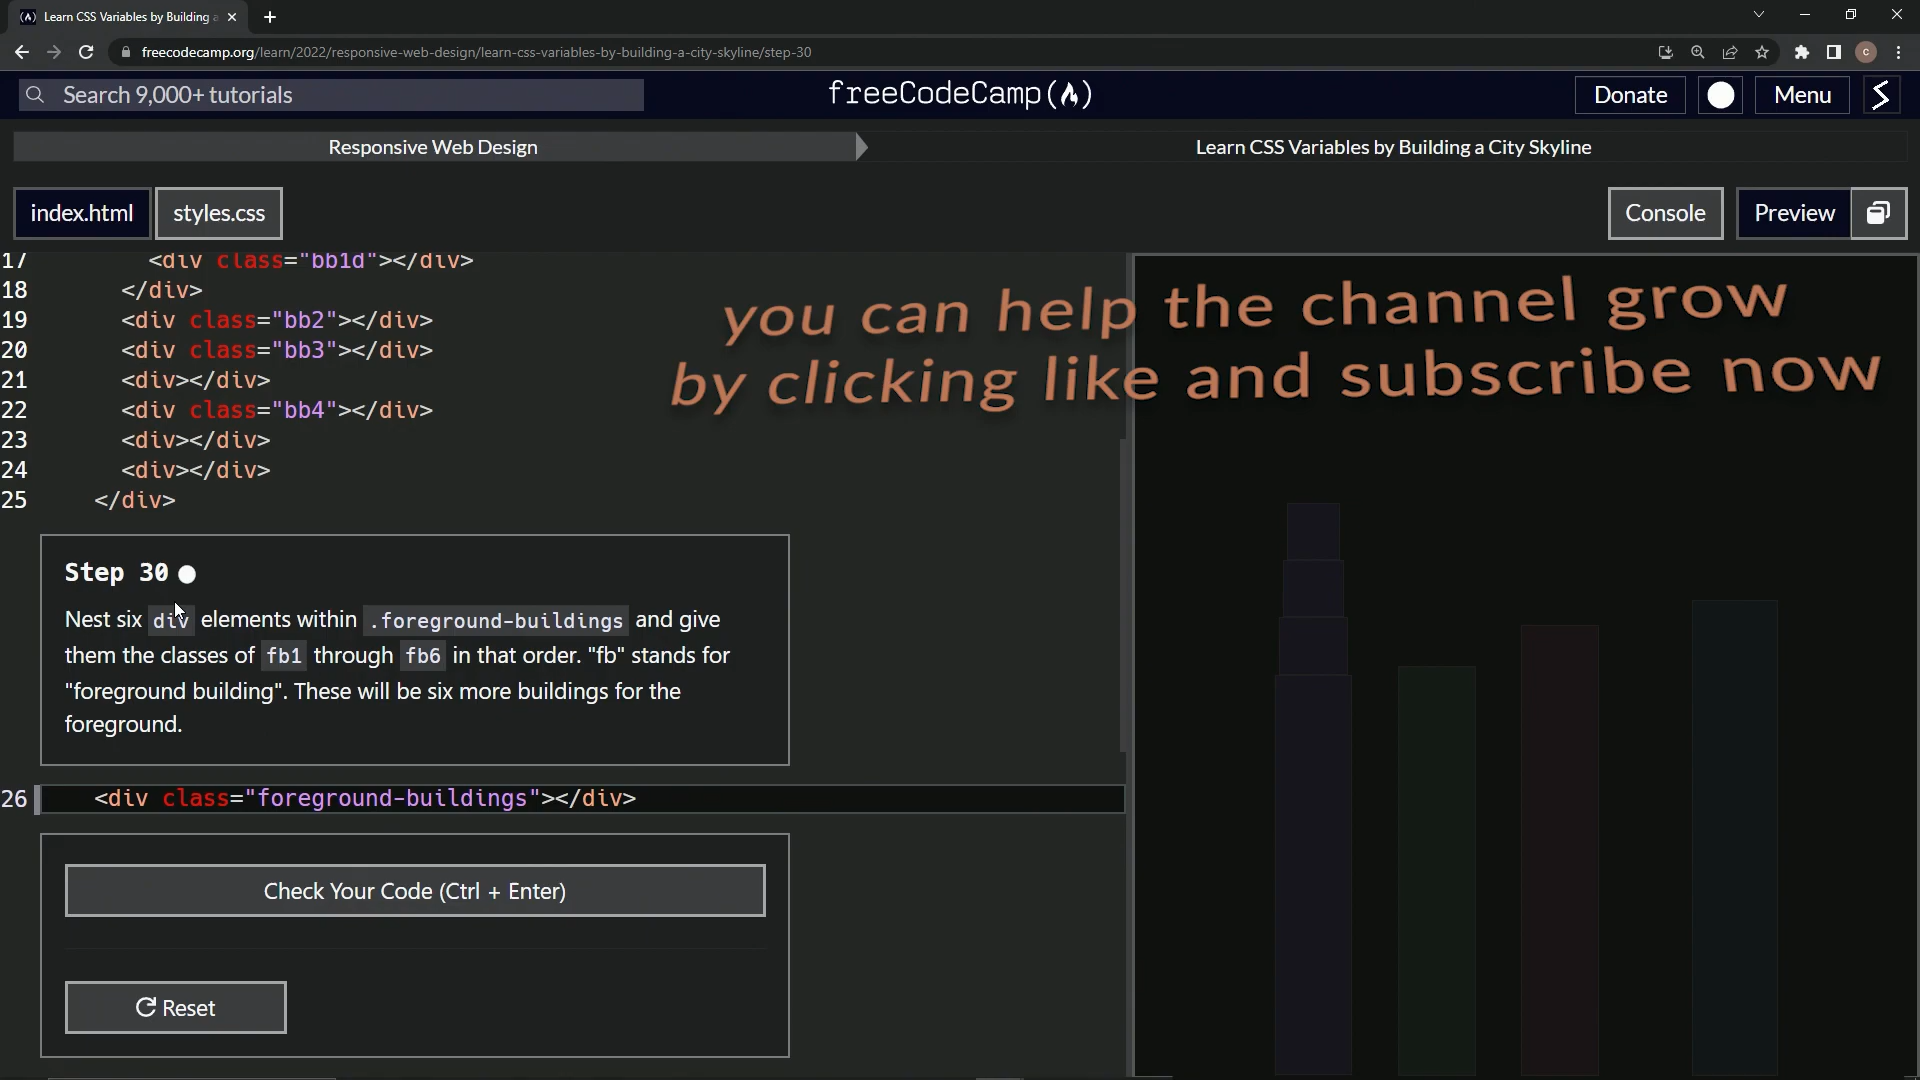 Learn CSS Variables by Building a
freecodecamp.org/learn/2022/responsive-web-design/learn-css-variables-by-building-a-city-skyline/step-30
C
Search 9,000+ tutorials
freeCodeCamp
Donate
Menu
Responsive Web Design
Learn CSS Variables by Building a City Skyline
index.html
styles.css
Console
Preview
17 <div class="bb1d"></div>
18 </div>
19 <div class="bb2"></div>
20 <div class="bb3"></div>
21 <div></div>
22 <div class="bb4"></div>
23 <div></div>
24 <div></div>
25 </div>
you can help the channel grow
by clicking like and subscribe now
Step 30
Nest six div elements within .foreground-buildings and give
them the classes of fb1 through fb6 in that order. "fb" stands for
"foreground building". These will be six more buildings for the
foreground.
26 <div class="foreground-buildings"></div>
Check Your Code (Ctrl + Enter)
Reset